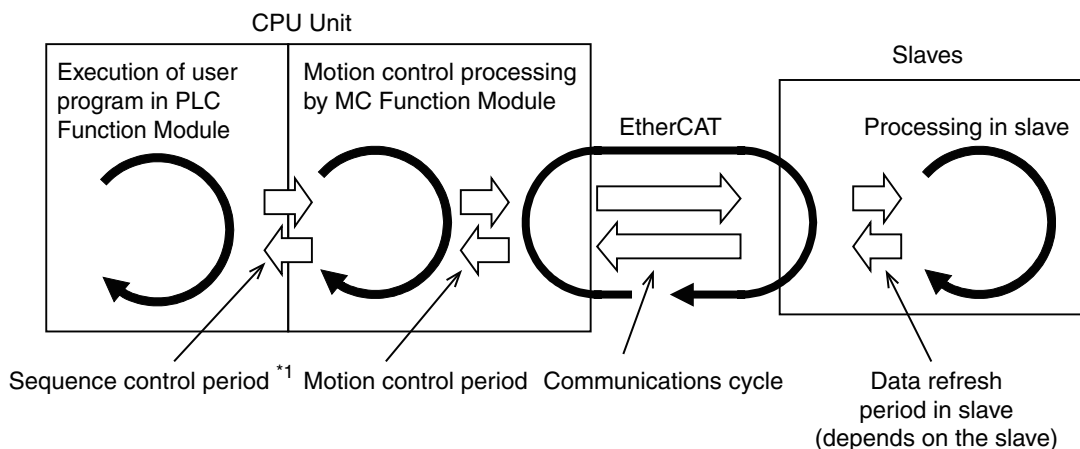 CPU Unit
Execution of user
program in PLC
Function Module
Motion control processing
by MC Function Module
EtherCAT
Slaves
Processing in slave
Sequence control period *1
Motion control period
Communications cycle
Data refresh
period in slave
(depends on the slave)